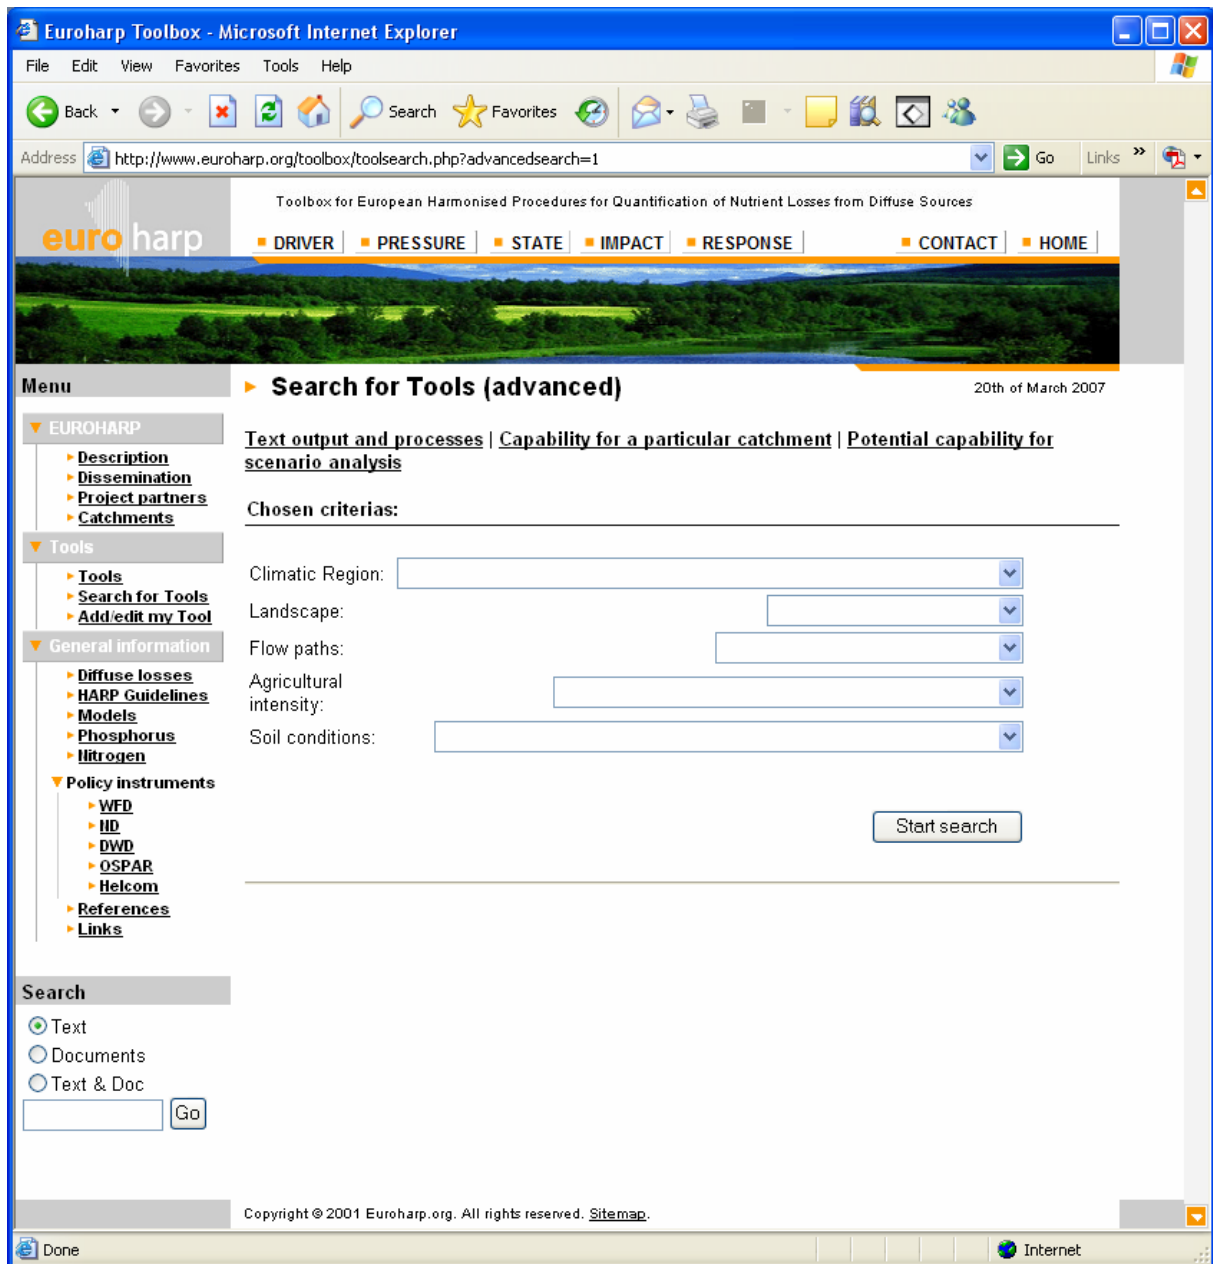 Euroharp Toolbox - Microsoft Internet Explorer
File Edit View Favorites Tools Help
Back Search Favorites
Address http://www.euroharp.org/toolbox/toolsearch.php?advancedsearch=1 Go Links »
euro harp
Toolbox for European Harmonised Procedures for Quantification of Nutrient Losses from Diffuse Sources
DRIVER PRESSURE STATE IMPACT RESPONSE CONTACT HOME
Menu
EUROHARP
Description
Dissemination
Project partners
Catchments
Tools
Tools
Search for Tools
Add/edit my Tool
General information
Diffuse losses
HARP Guidelines
Models
Phosphorus
Nitrogen
Policy instruments
WFD
ND
DWD
OSPAR
Helcom
References
Links
Search
Text
Documents
Text & Doc
Go
Search for Tools (advanced)
20th of March 2007
Text output and processes | Capability for a particular catchment | Potential capability for
scenario analysis
Chosen criterias:
Climatic Region:
Landscape:
Flow paths:
Agricultural
intensity:
Soil conditions:
Start search
Copyright © 2001 Euroharp.org. All rights reserved. Sitemap.
Done Internet